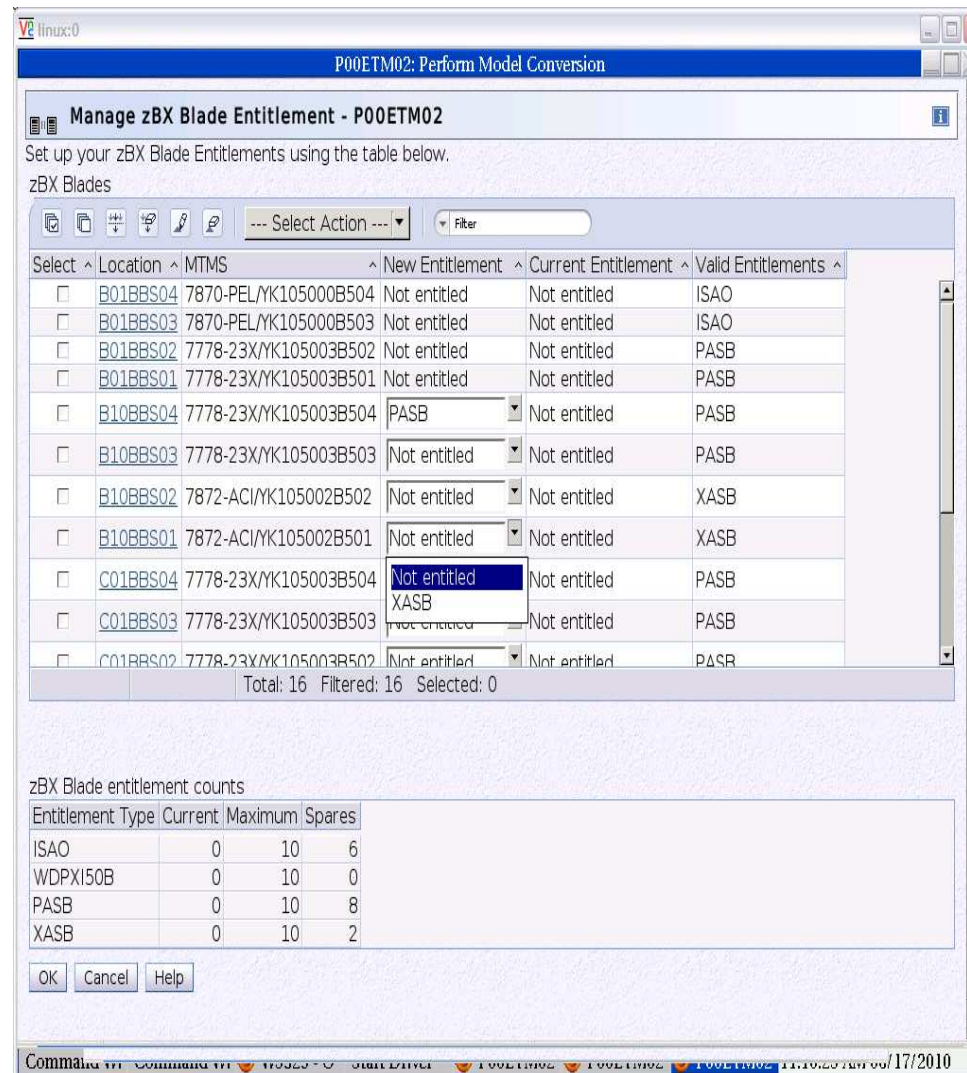 linux:0
P00ETM02: Perform Model Conversion
Manage zBX Blade Entitlement - P00ETM02
Set up your zBX Blade Entitlements using the table below.
zBX Blades
--- Select Action --- Filter
Select Location MTMS New Entitlement Current Entitlement Valid Entitlements
B01BBS04 7870-PEL/YK105000B504 Not entitled Not entitled ISAO
B01BBS03 7870-PEL/YK105000B503 Not entitled Not entitled ISAO
B01BBS02 7778-23X/YK105003B502 Not entitled Not entitled PASB
B01BBS01 7778-23X/YK105003B501 Not entitled Not entitled PASB
B10BBS04 7778-23X/YK105003B504 PASB Not entitled PASB
B10BBS03 7778-23X/YK105003B503 Not entitled Not entitled PASB
B10BBS02 7872-ACI/YK105002B502 Not entitled Not entitled XASB
B10BBS01 7872-ACI/YK105002B501 Not entitled Not entitled XASB
Not entitled
XASB
C01BBS04 7778-23X/YK105003B504 Not entitled PASB
C01BBS03 7778-23X/YK105003B503 Not entitled Not entitled PASB
C01BBS02 7778-23X/YK105003B502 Not entitled Not entitled PASB
Total: 16 Filtered: 16 Selected: 0
zBX Blade entitlement counts
Entitlement Type Current Maximum Spares
ISAO 0 10 6
WDPXI50B 0 10 0
PASB 0 10 8
XASB 0 10 2
OK Cancel Help
P00ETM02 P00ETM02 P00ETM02